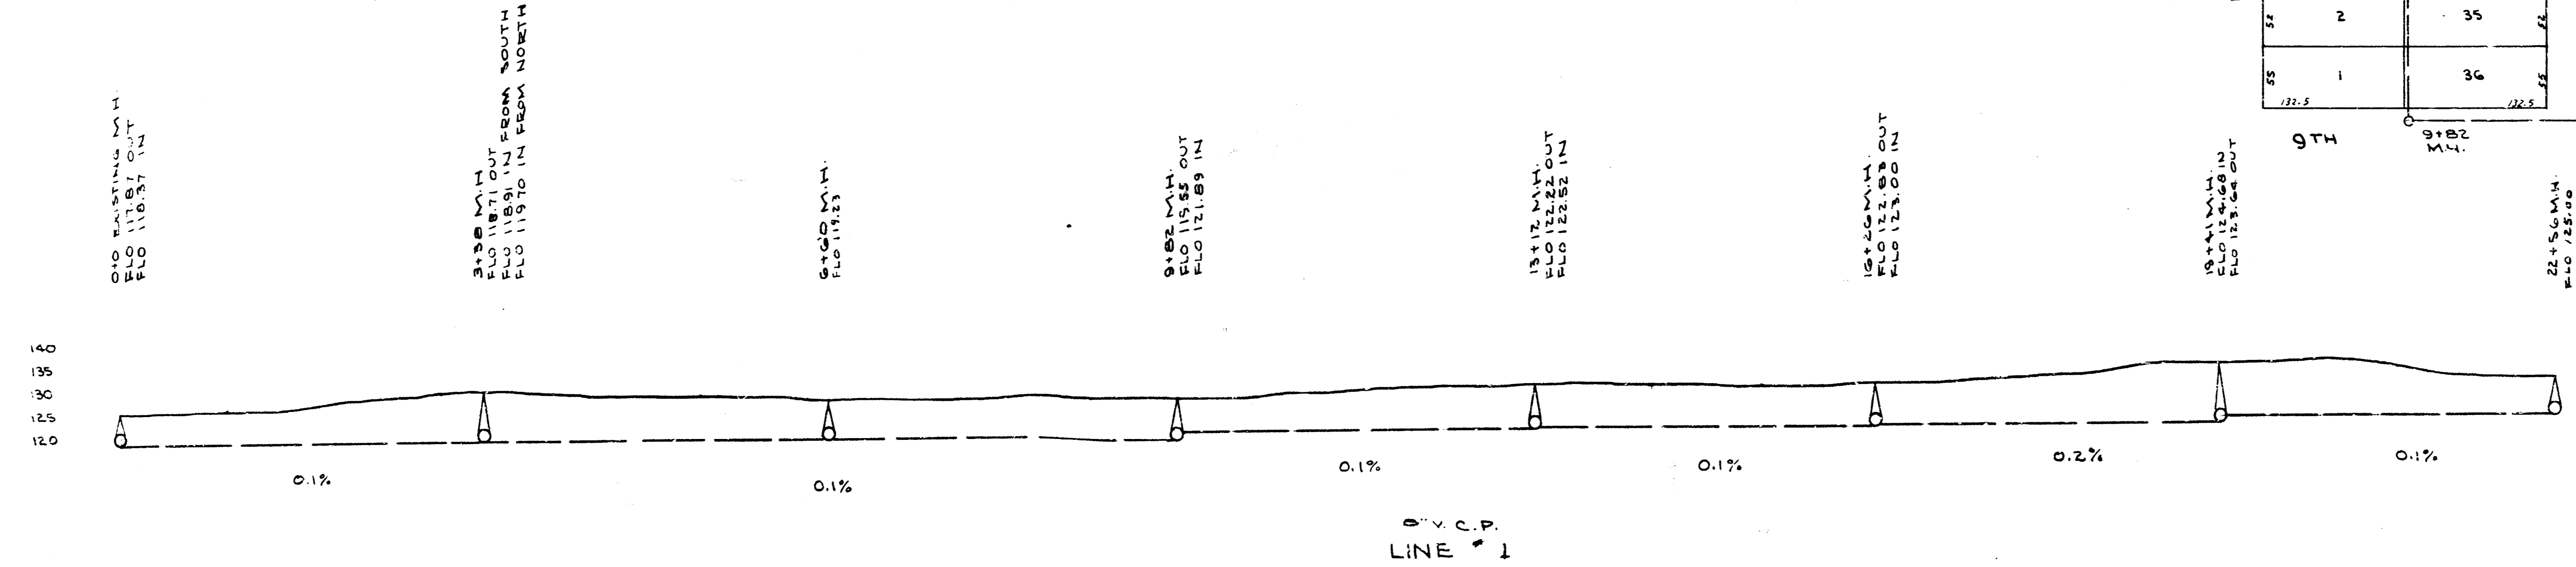 0+0 EXISTING M.H.
FLO 117.87 OUT
FLO 118.37 IN
3+38 M.H
FLO 118.71 OUT
FLO 118.91 IN FROM SOUTH
FLO 119.70 IN FROM NORTH
6+60 M.H.
FLO 119.23
9+82 M.H.
FLO 115.55 OUT
FLO 121.89 IN
13+12 M.H.
FLO 122.22 OUT
FLO 122.52 IN
16+26 M.H.
FLO 122.83 OUT
FLO 123.00 IN
19+41 M.H.
FLO 124.68 IN
FLO 123.64 OUT
22+56 M.H.
FLO 125.00
52 2 35 52
55 1 36 55
132.5 132.5
9TH
9+82
M.H.
140
135
130
125
120
0.1% 0.1% 0.1% 0.1% 0.2% 0.1%
V. C.P.
LINE # 1